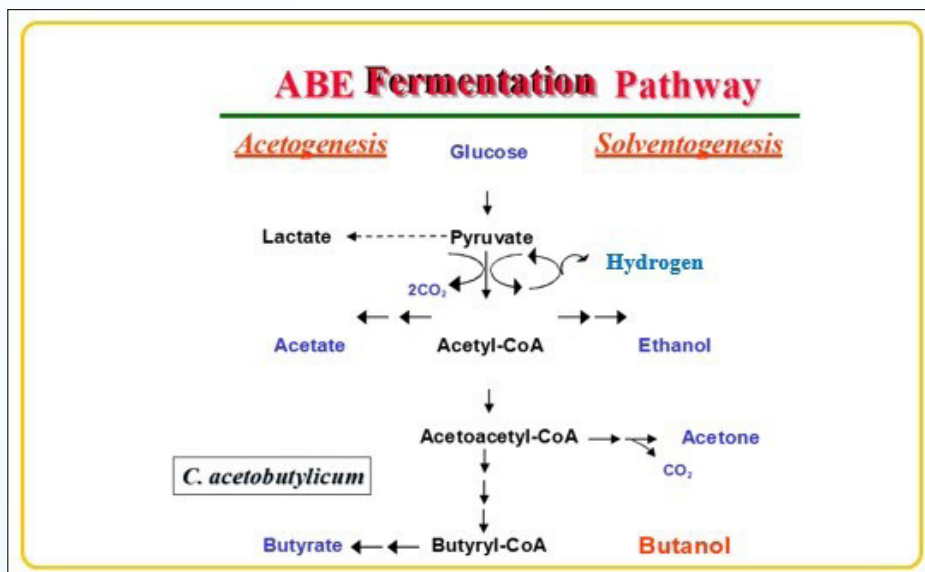 ABE Fermentation Pathway
Acetogenesis Glucose Solventogenesis
Lactate Pyruvate
Hydrogen
2CO₂
Acetate Acetyl-CoA Ethanol
Acetoacetyl-CoA Acetone
CO₂
C. acetobutylicum
Butyrate Butyryl-CoA Butanol